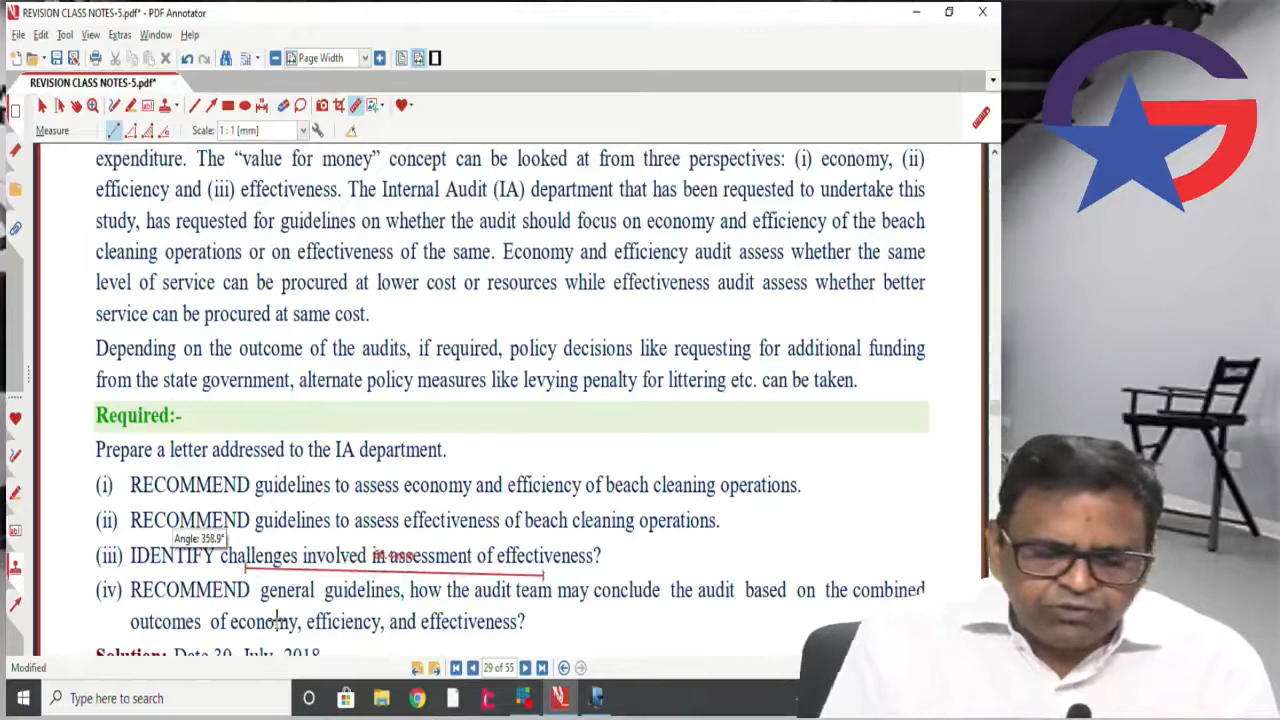 REVISION CLASS NOTES-5.pdf* - PDF Annotator
File Edit Tool View Extras Window Help
Page Width
REVISION CLASS NOTES-5.pdf*
Measure Scale: 1 : 1 [mm]
expenditure. The “value for money” concept can be looked at from three perspectives: (i) economy, (ii)
efficiency and (iii) effectiveness. The Internal Audit (IA) department that has been requested to undertake this
study, has requested for guidelines on whether the audit should focus on economy and efficiency of the beach
cleaning operations or on effectiveness of the same. Economy and efficiency audit assess whether the same
level of service can be procured at lower cost or resources while effectiveness audit assess whether better
service can be procured at same cost.
Depending on the outcome of the audits, if required, policy decisions like requesting for additional funding
from the state government, alternate policy measures like levying penalty for littering etc. can be taken.
Required:-
Prepare a letter addressed to the IA department.
(i) RECOMMEND guidelines to assess economy and efficiency of beach cleaning operations.
(ii) RECOMMEND guidelines to assess effectiveness of beach cleaning operations.
Angle: 358.9°
(iii) IDENTIFY challenges involved in assessment of effectiveness?
(iv) RECOMMEND general guidelines, how the audit team may conclude the audit based on the combined
outcomes of economy, efficiency, and effectiveness?
Solution: Date 30 July, 2018
Modified 29 of 55
Type here to search